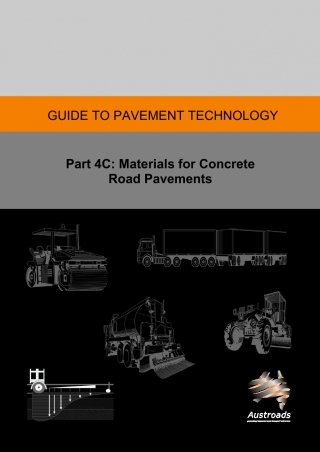 GUIDE TO PAVEMENT TECHNOLOGY
Part 4C: Materials for Concrete
Road Pavements
Austroads